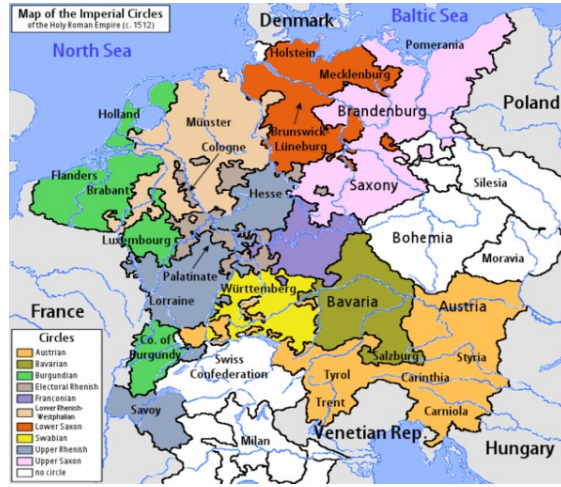 Map of the Imperial Circles
of the Holy Roman Empire (c. 1512)
Denmark
Baltic Sea
North Sea
Holstein
Pomerania
Mecklenburg
Poland
Brandenburg
Holland
Münster
Brunswick-
Lüneburg
Cologne
Flanders
Brabant
Hesse
Saxony
Silesia
Luxembourg
Bohemia
Moravia
Palatinate
Lorraine
Württemberg
Bavaria
Austria
France
Circles
Austrian
Bavarian
Burgundian
Electoral Rhenish
Franconian
Lower Rhenish-
Westphalian
Lower Saxon
Swabian
Upper Rhenish
Upper Saxon
no circle
Co. of
Burgundy
Swiss
Confederation
Salzburg
Styria
Tyrol
Carinthia
Trent
Carniola
Savoy
Milan
Venetian Rep.
Hungary